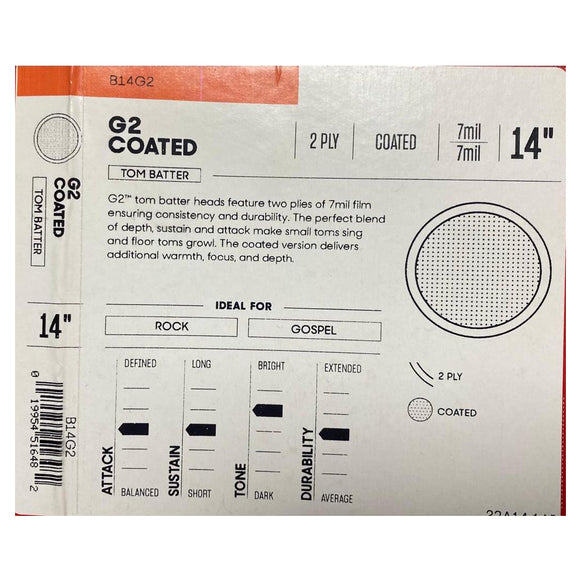 B14G2
G2
COATED
2 PLY
COATED
7mil
7mil
14"
TOM BATTER
G2™ tom batter heads feature two plies of 7mil film
ensuring consistency and durability. The perfect blend
of depth, sustain and attack make small toms sing
and floor toms growl. The coated version delivers
additional warmth, focus, and depth.
IDEAL FOR
ROCK
GOSPEL
ATTACK
DEFINED
BALANCED
SUSTAIN
LONG
SHORT
TONE
BRIGHT
DARK
DURABILITY
EXTENDED
AVERAGE
2 PLY
COATED
G2
COATED
TOM BATTER
14"
B14G2
0 19954 51648 2